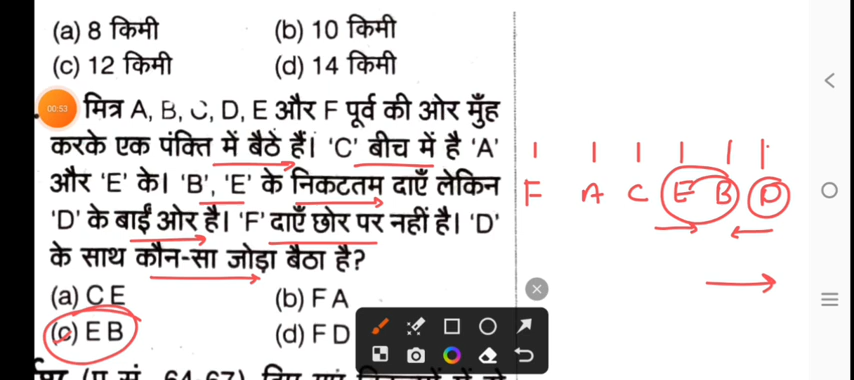 (a) 8 किमी (b) 10 किमी
(c) 12 किमी (d) 14 किमी
00:53 मित्र A, B, C, D, E और F पूर्व की ओर मुँह
करके एक पंक्ति में बैठे हैं। 'C' बीच में है 'A'
और 'E' के। 'B', 'E' के निकटतम दाएँ लेकिन
'D' के बाईं ओर है। 'F' दाएँ छोर पर नहीं है। 'D'
के साथ कौन-सा जोड़ा बैठा है?
(a) C E (b) F A
(c) E B (d) F D
F A C E B D